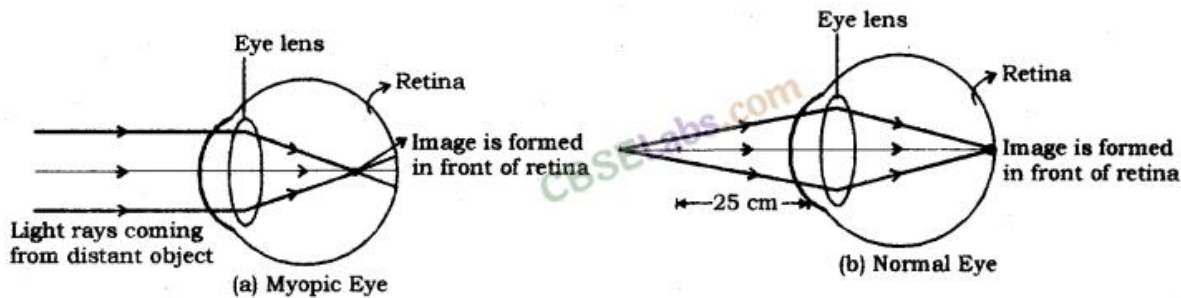 Eye lens
Retina
Image is formed
in front of retina
Light rays coming
from distant object
(a) Myopic Eye
Eye lens
Retina
Image is formed
in front of retina
25 cm
(b) Normal Eye
CBSELabs.com